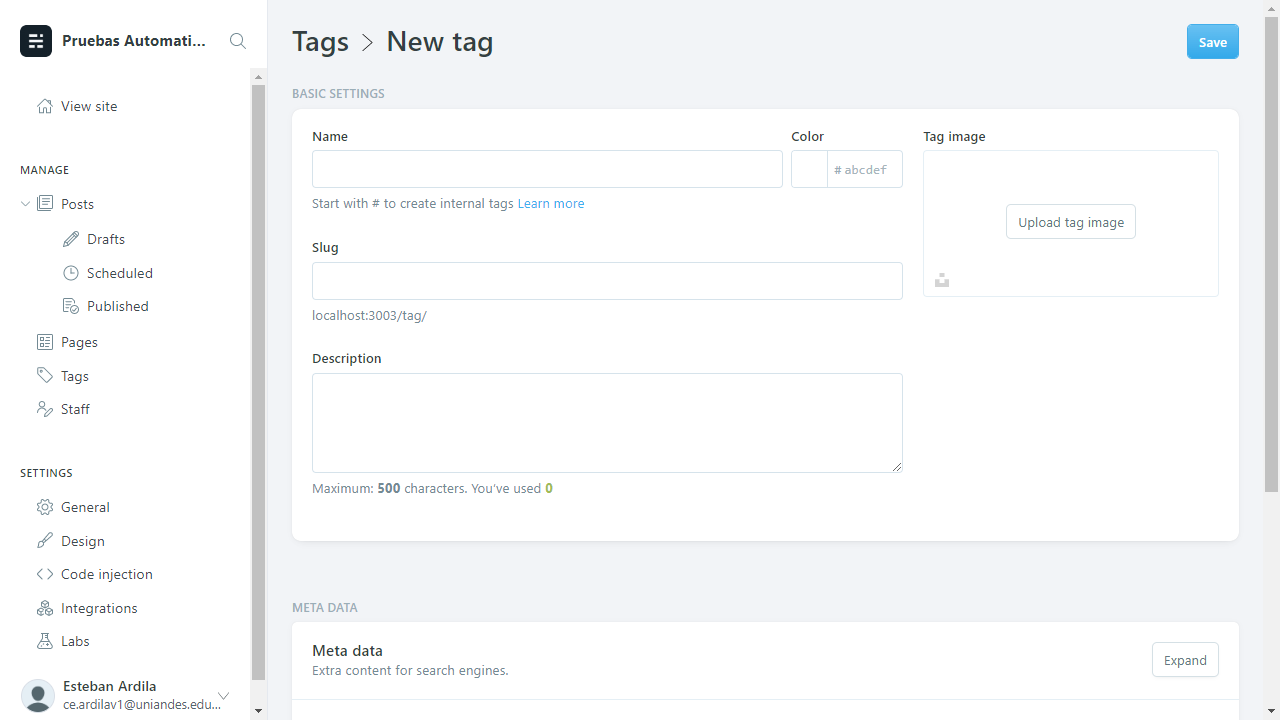 Pruebas Automati...
View site
MANAGE
Posts
Drafts
Scheduled
Published
Pages
Tags
Staff
SETTINGS
General
Design
Code injection
Integrations
Labs
Esteban Ardila
ce.ardilav1@uniandes.edu...
Tags > New tag
Save
BASIC SETTINGS
Name
Color
# abcdef
Start with # to create internal tags Learn more
Slug
localhost:3003/tag/
Description
Maximum: 500 characters. You've used 0
Tag image
Upload tag image
META DATA
Meta data
Extra content for search engines.
Expand